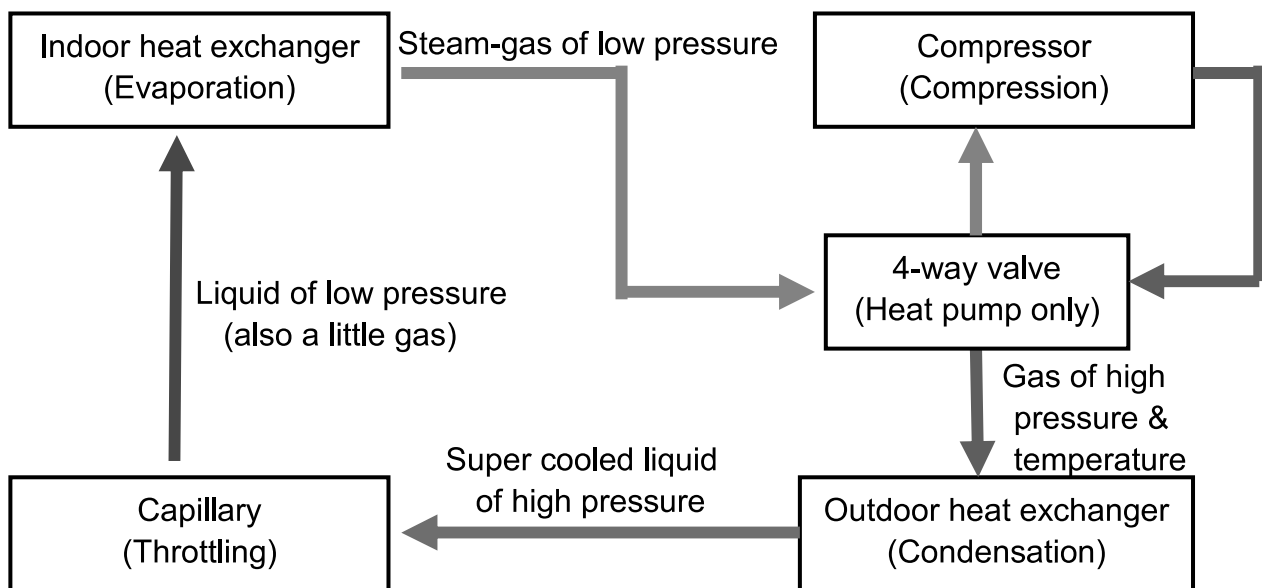 Indoor heat exchanger
(Evaporation)
Steam-gas of low pressure
Compressor
(Compression)
4-way valve
(Heat pump only)
Liquid of low pressure
(also a little gas)
Gas of high
pressure &
temperature
Super cooled liquid
of high pressure
Capillary
(Throttling)
Outdoor heat exchanger
(Condensation)